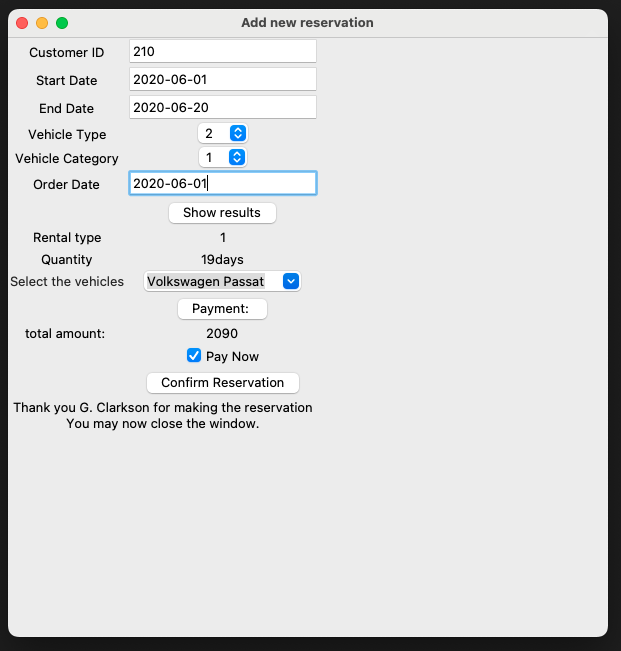 Add new reservation
Customer ID 210
Start Date 2020-06-01
End Date 2020-06-20
Vehicle Type 2
Vehicle Category 1
Order Date 2020-06-01
Show results
Rental type 1
Quantity 19days
Select the vehicles Volkswagen Passat
Payment:
total amount: 2090
Pay Now
Confirm Reservation
Thank you G. Clarkson for making the reservation
You may now close the window.